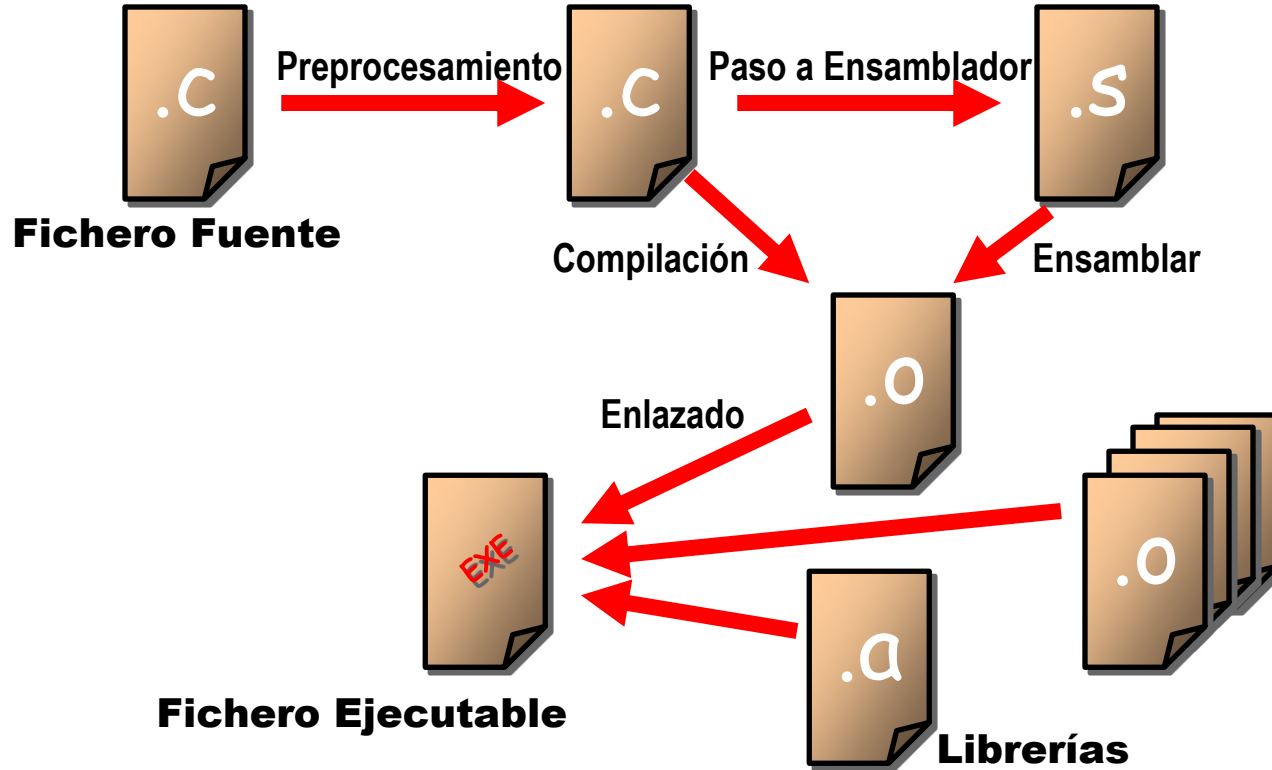 Preprocesamiento
Paso a Ensamblador
.C
.C
.S
Fichero Fuente
Compilación
Ensamblar
.O
Enlazado
EXE
.O
.a
Fichero Ejecutable
Librerías